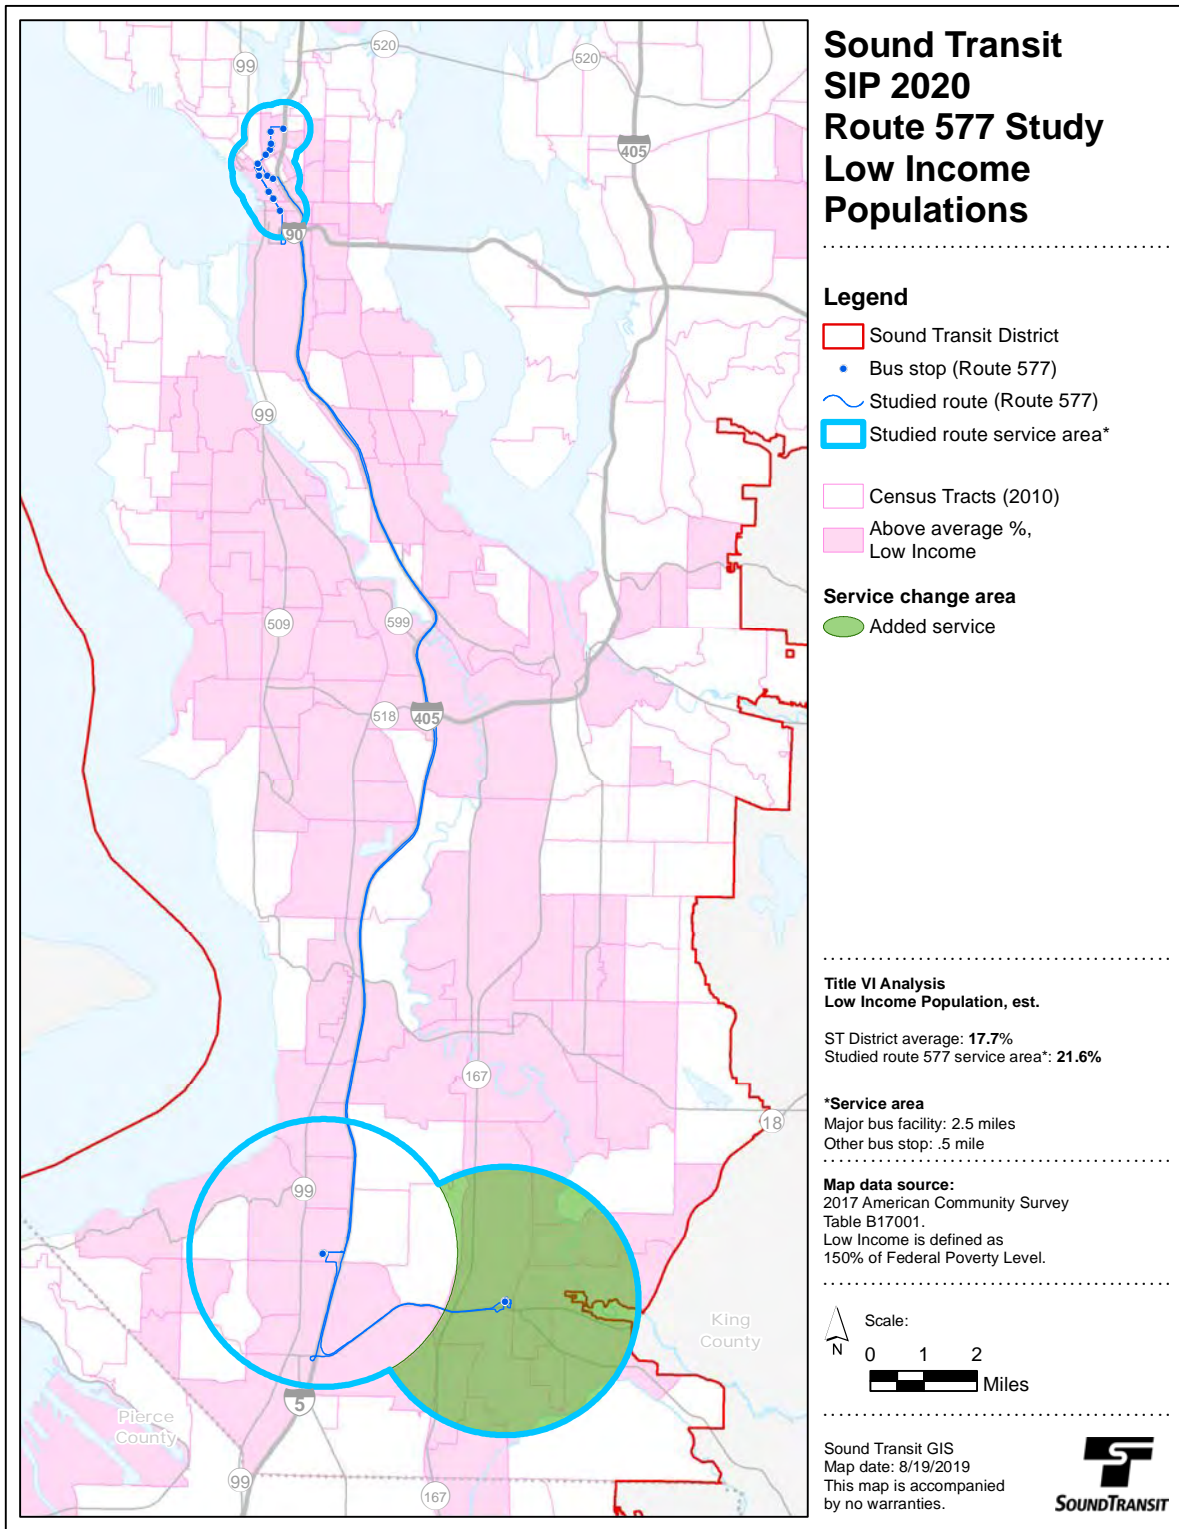 Sound Transit
SIP 2020
Route 577 Study
Low Income
Populations
Legend
Sound Transit District
Bus stop (Route 577)
Studied route (Route 577)
Studied route service area*
Census Tracts (2010)
Above average %,
Low Income
Service change area
Added service
Title VI Analysis
Low Income Population, est.
ST District average: 17.7%
Studied route 577 service area*: 21.6%
*Service area
Major bus facility: 2.5 miles
Other bus stop: .5 mile
Map data source:
2017 American Community Survey
Table B17001.
Low Income is defined as
150% of Federal Poverty Level.
N
Scale:
0 1 2
Miles
Sound Transit GIS
Map date: 8/19/2019
This map is accompanied
by no warranties.
T
SOUNDTRANSIT
520
99
520
405
90
99
509
599
518
405
167
18
99
King
County
5
Pierce
County
99
167